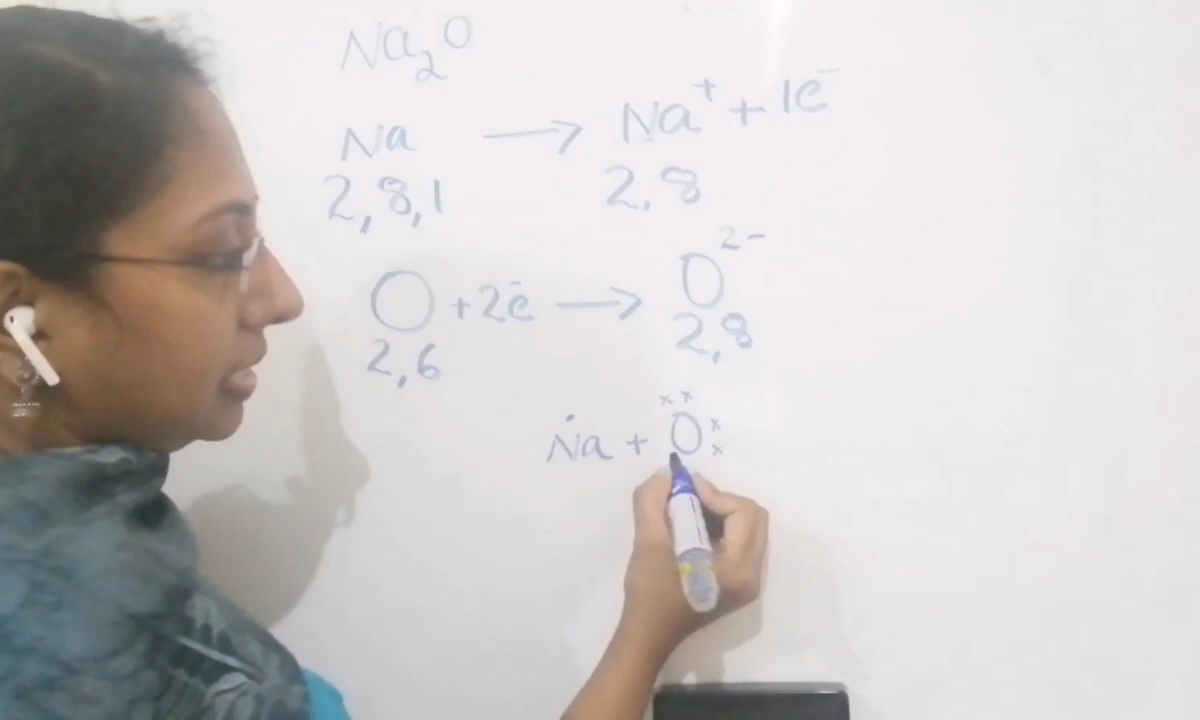 Na₂O
Na → Na⁺ + 1e⁻
2,8,1 2,8
O + 2e⁻ → O²⁻
2,6 2,8
Na + O